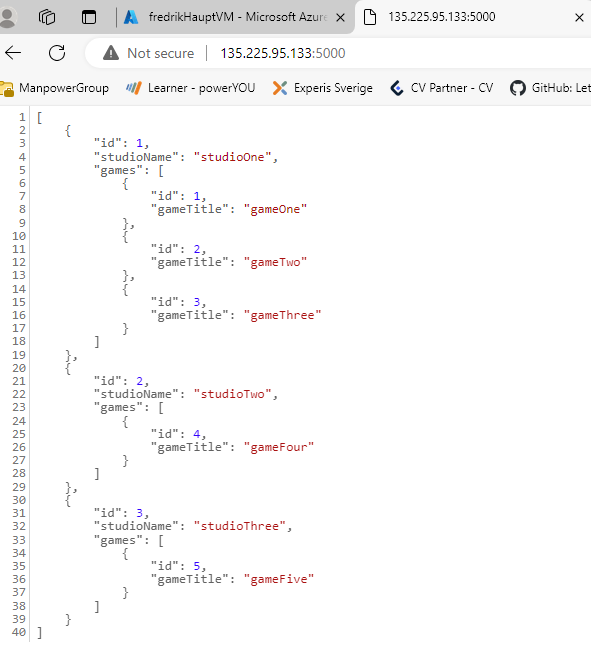 fredrikHauptVM - Microsoft Azure
135.225.95.133:5000
Not secure
135.225.95.133:5000
ManpowerGroup
Learner - powerYOU
Experis Sverige
CV Partner - CV
GitHub: Let
1 [
2 {
3 "id": 1,
4 "studioName": "studioOne",
5 "games": [
6 {
7 "id": 1,
8 "gameTitle": "gameOne"
9 },
10 {
11 "id": 2,
12 "gameTitle": "gameTwo"
13 },
14 {
15 "id": 3,
16 "gameTitle": "gameThree"
17 }
18 ]
19 },
20 {
21 "id": 2,
22 "studioName": "studioTwo",
23 "games": [
24 {
25 "id": 4,
26 "gameTitle": "gameFour"
27 }
28 ]
29 },
30 {
31 "id": 3,
32 "studioName": "studioThree",
33 "games": [
34 {
35 "id": 5,
36 "gameTitle": "gameFive"
37 }
38 ]
39 }
40 ]